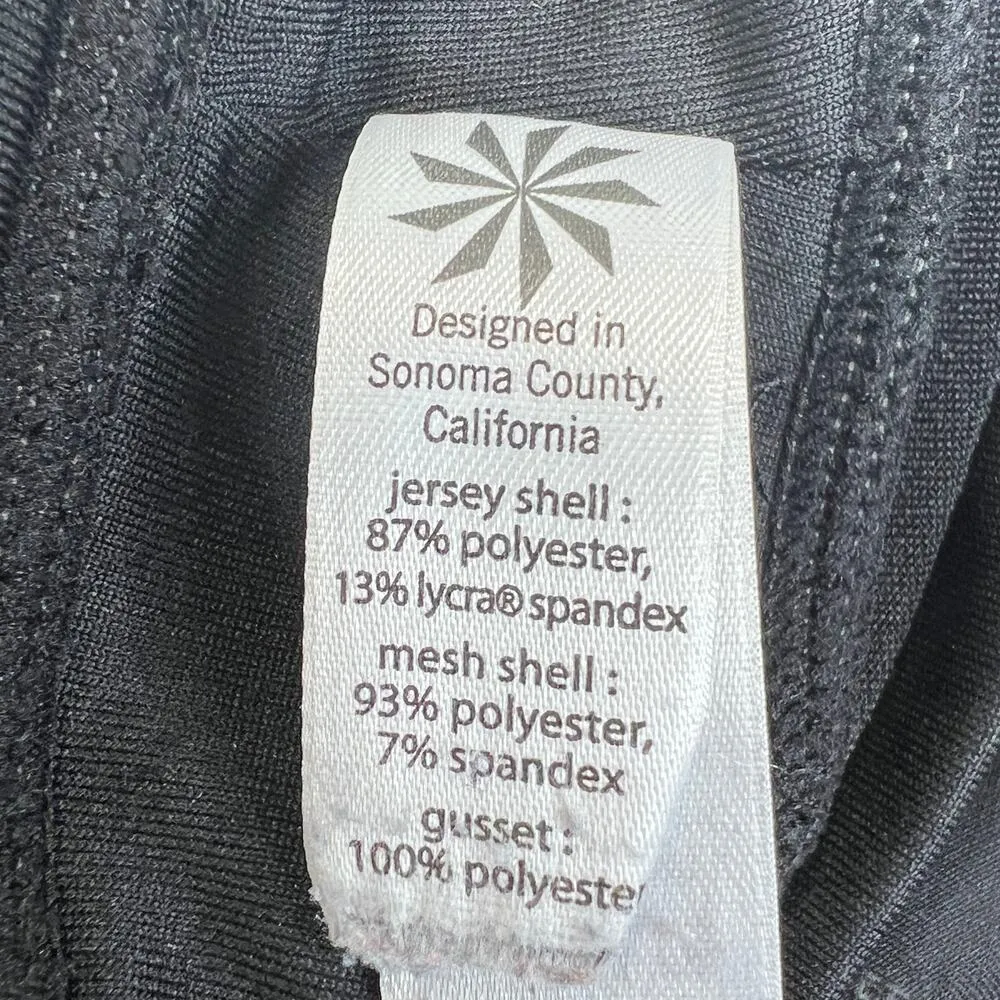 Designed in
Sonoma County,
California
jersey shell :
87% polyester,
13% lycra® spandex
mesh shell :
93% polyester,
7% spandex
gusset :
100% polyester